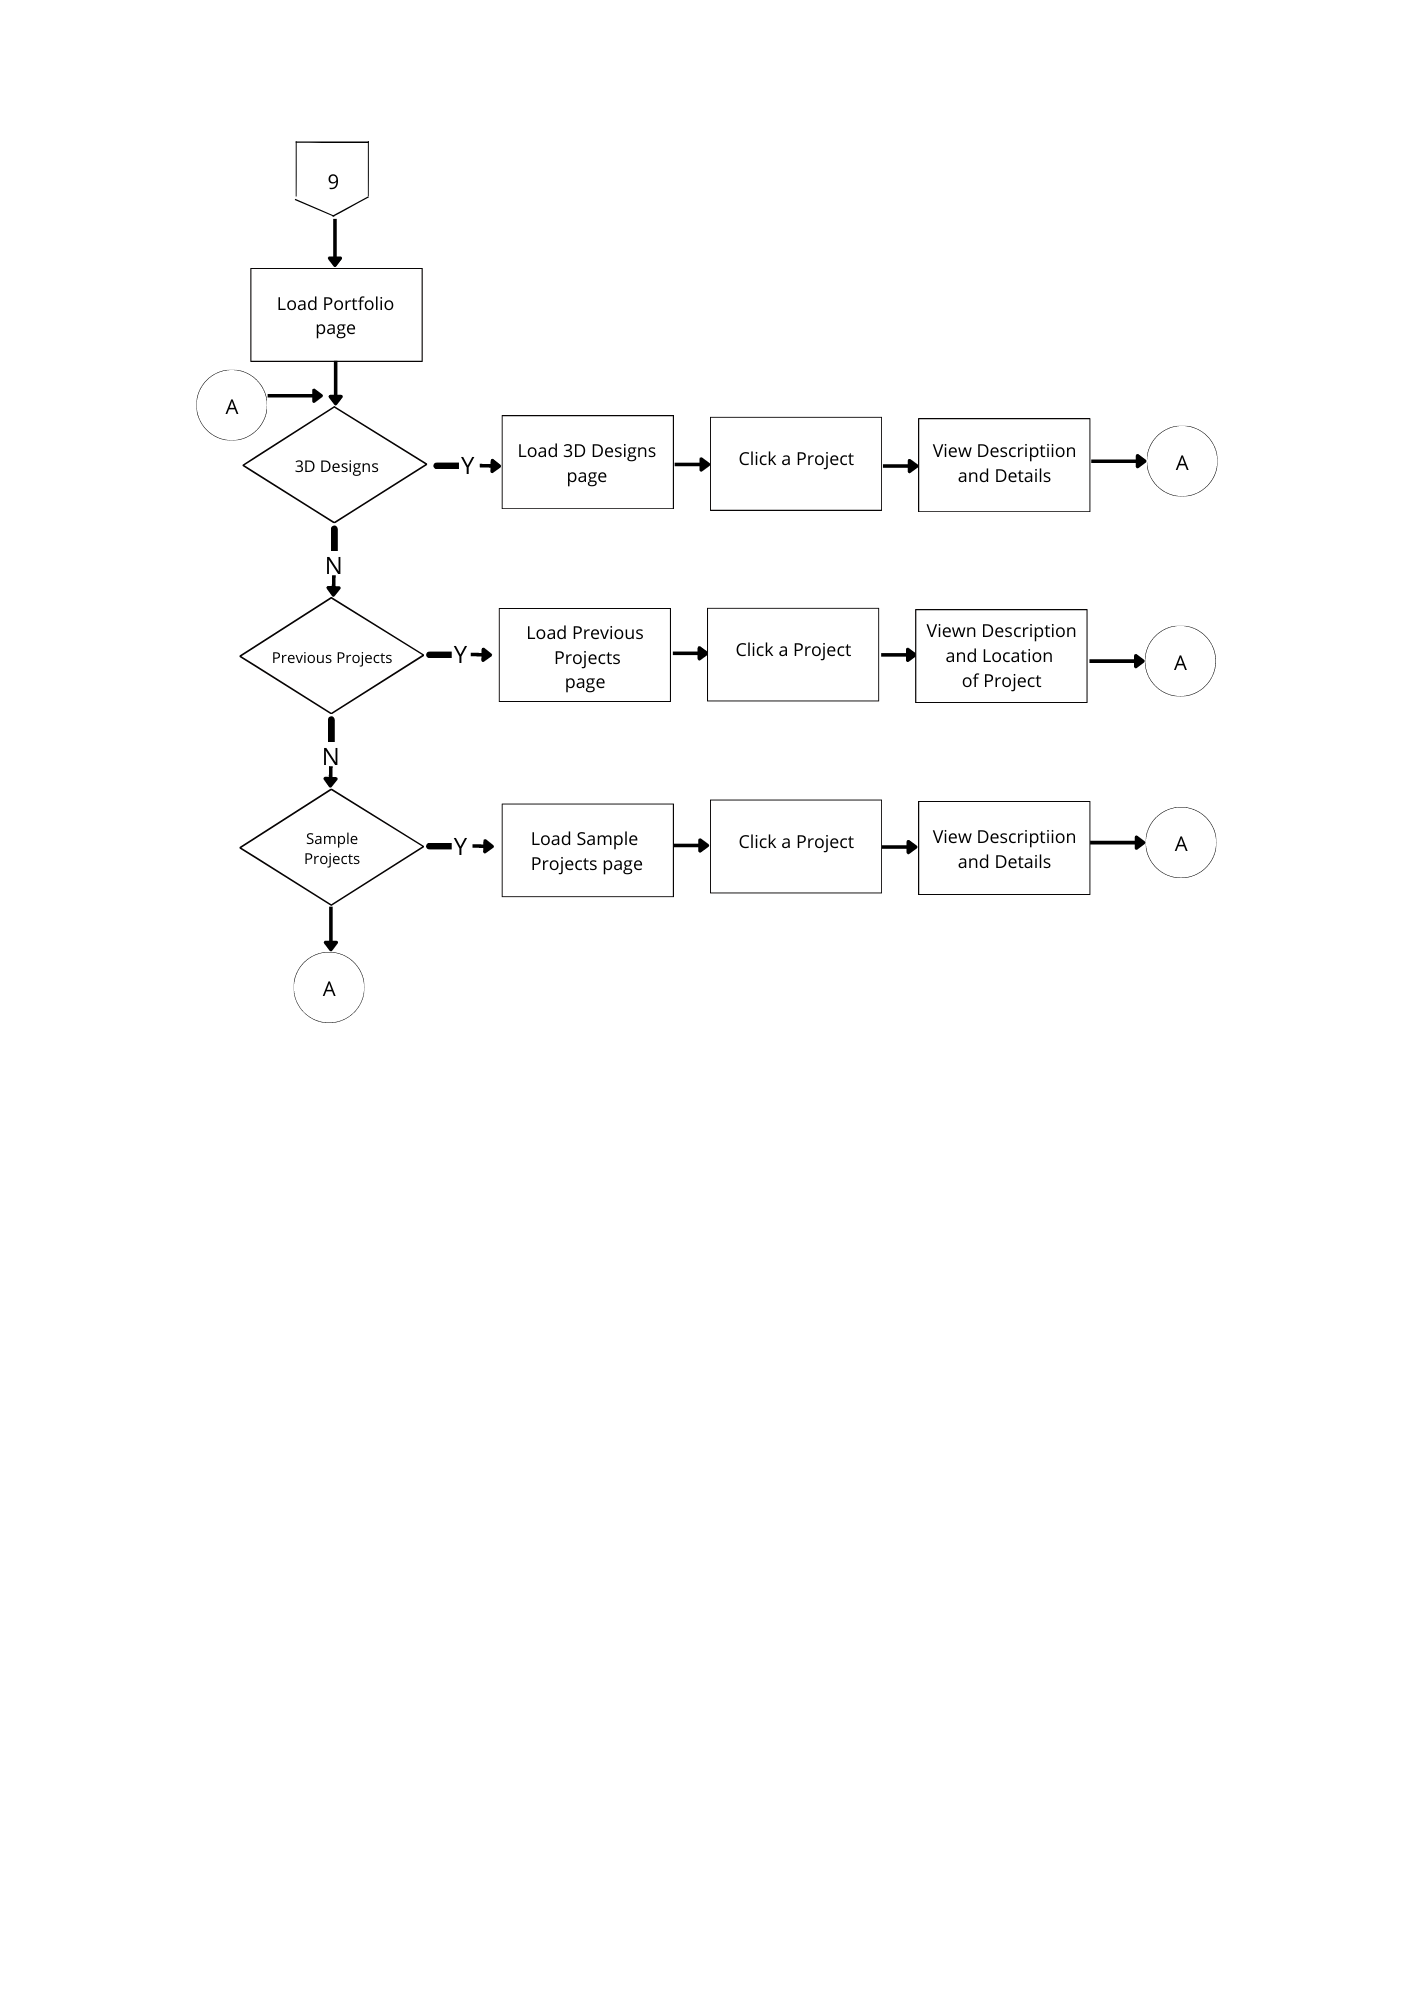 9
Load Portfolio
page
A
3D Designs
Y
Load 3D Designs
page
Click a Project
View Descriptiion
and Details
A
N
Previous Projects
Y
Load Previous
Projects
page
Click a Project
Viewn Description
and Location
of Project
A
N
Sample
Projects
Y
Load Sample
Projects page
Click a Project
View Descriptiion
and Details
A
A